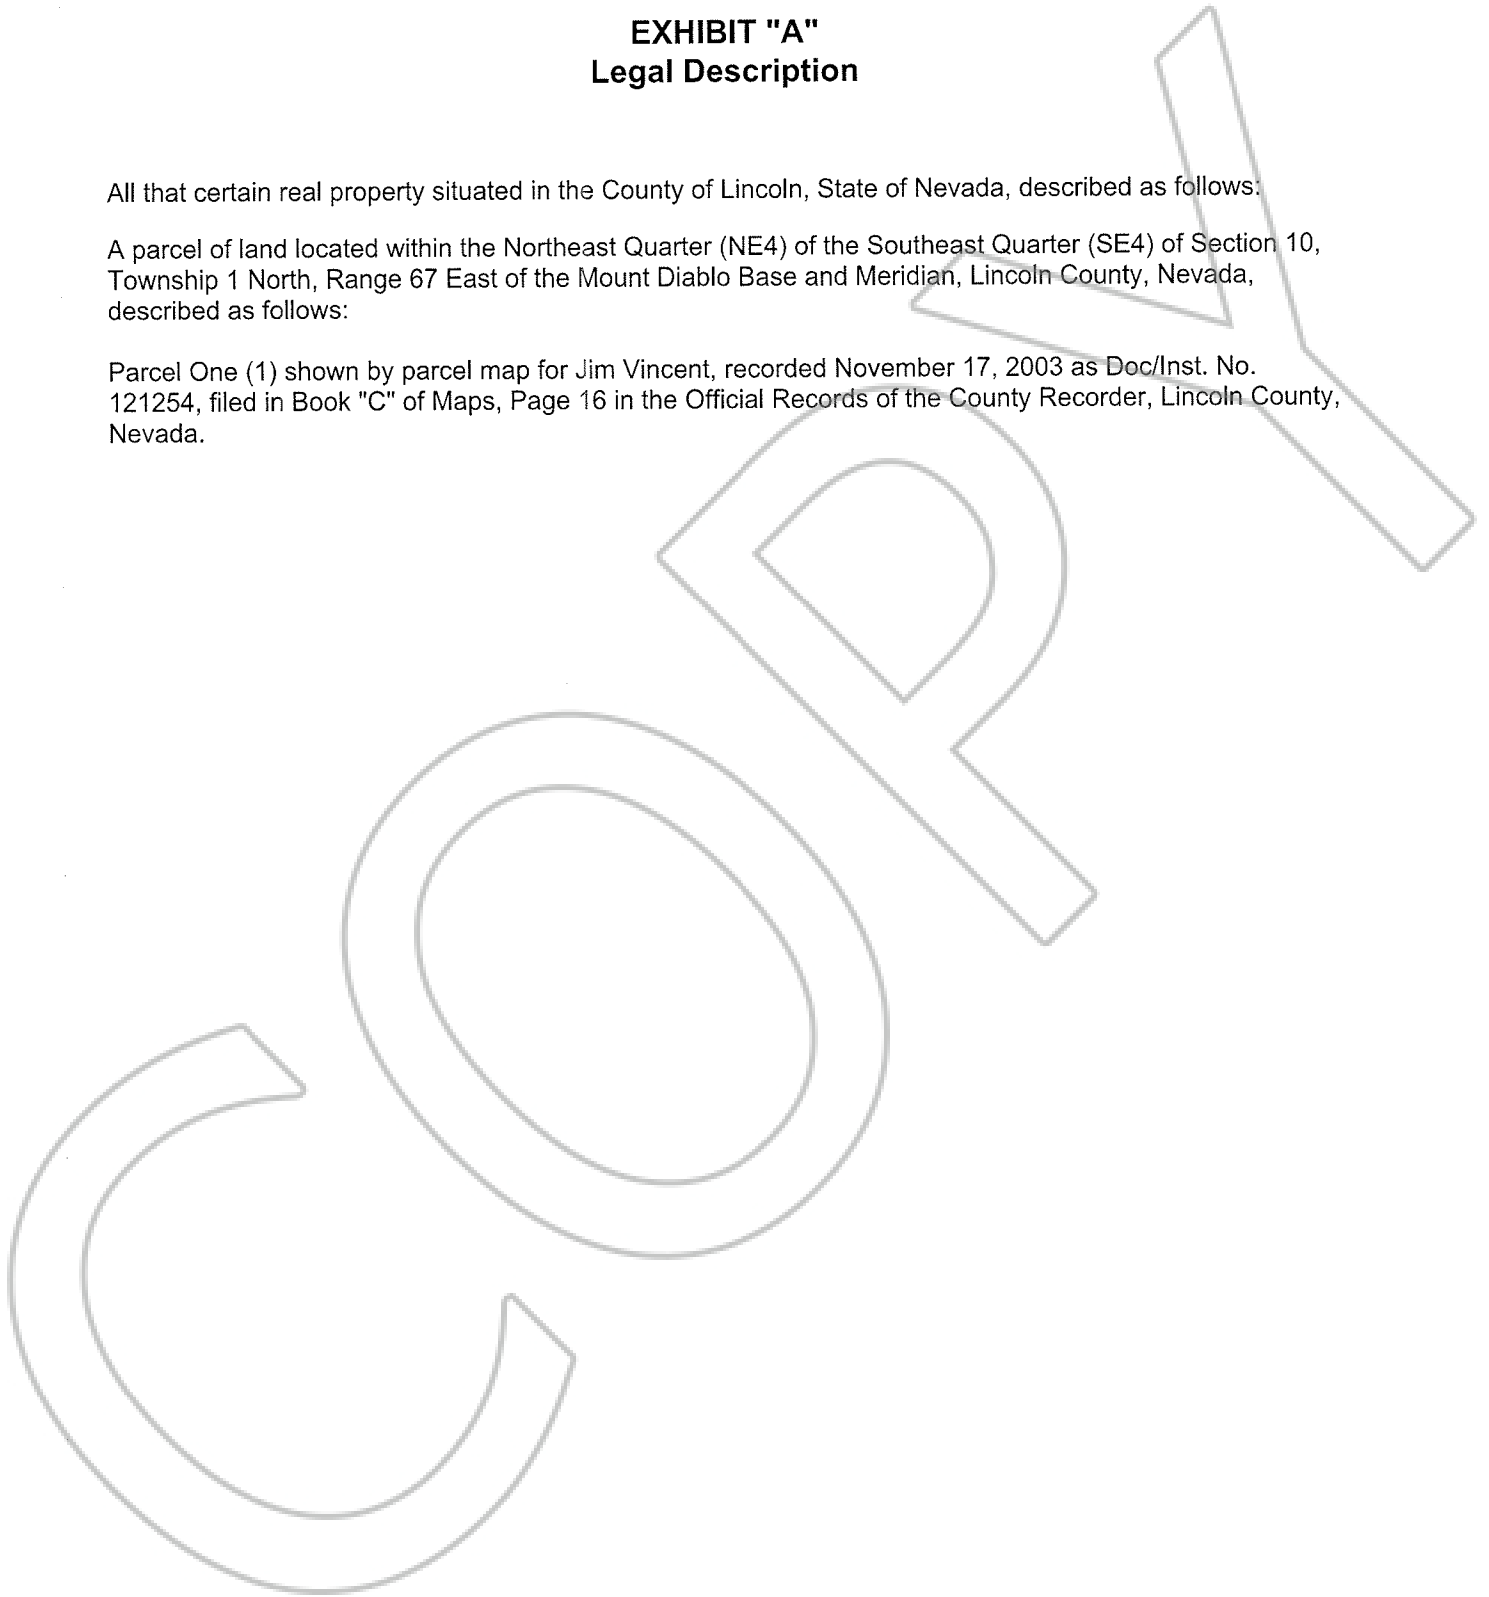 EXHIBIT "A"
Legal Description
All that certain real property situated in the County of Lincoln, State of Nevada, described as follows:
A parcel of land located within the Northeast Quarter (NE4) of the Southeast Quarter (SE4) of Section 10,
Township 1 North, Range 67 East of the Mount Diablo Base and Meridian, Lincoln County, Nevada,
described as follows:
Parcel One (1) shown by parcel map for Jim Vincent, recorded November 17, 2003 as Doc/Inst. No.
121254, filed in Book "C" of Maps, Page 16 in the Official Records of the County Recorder, Lincoln County,
Nevada.
COPY